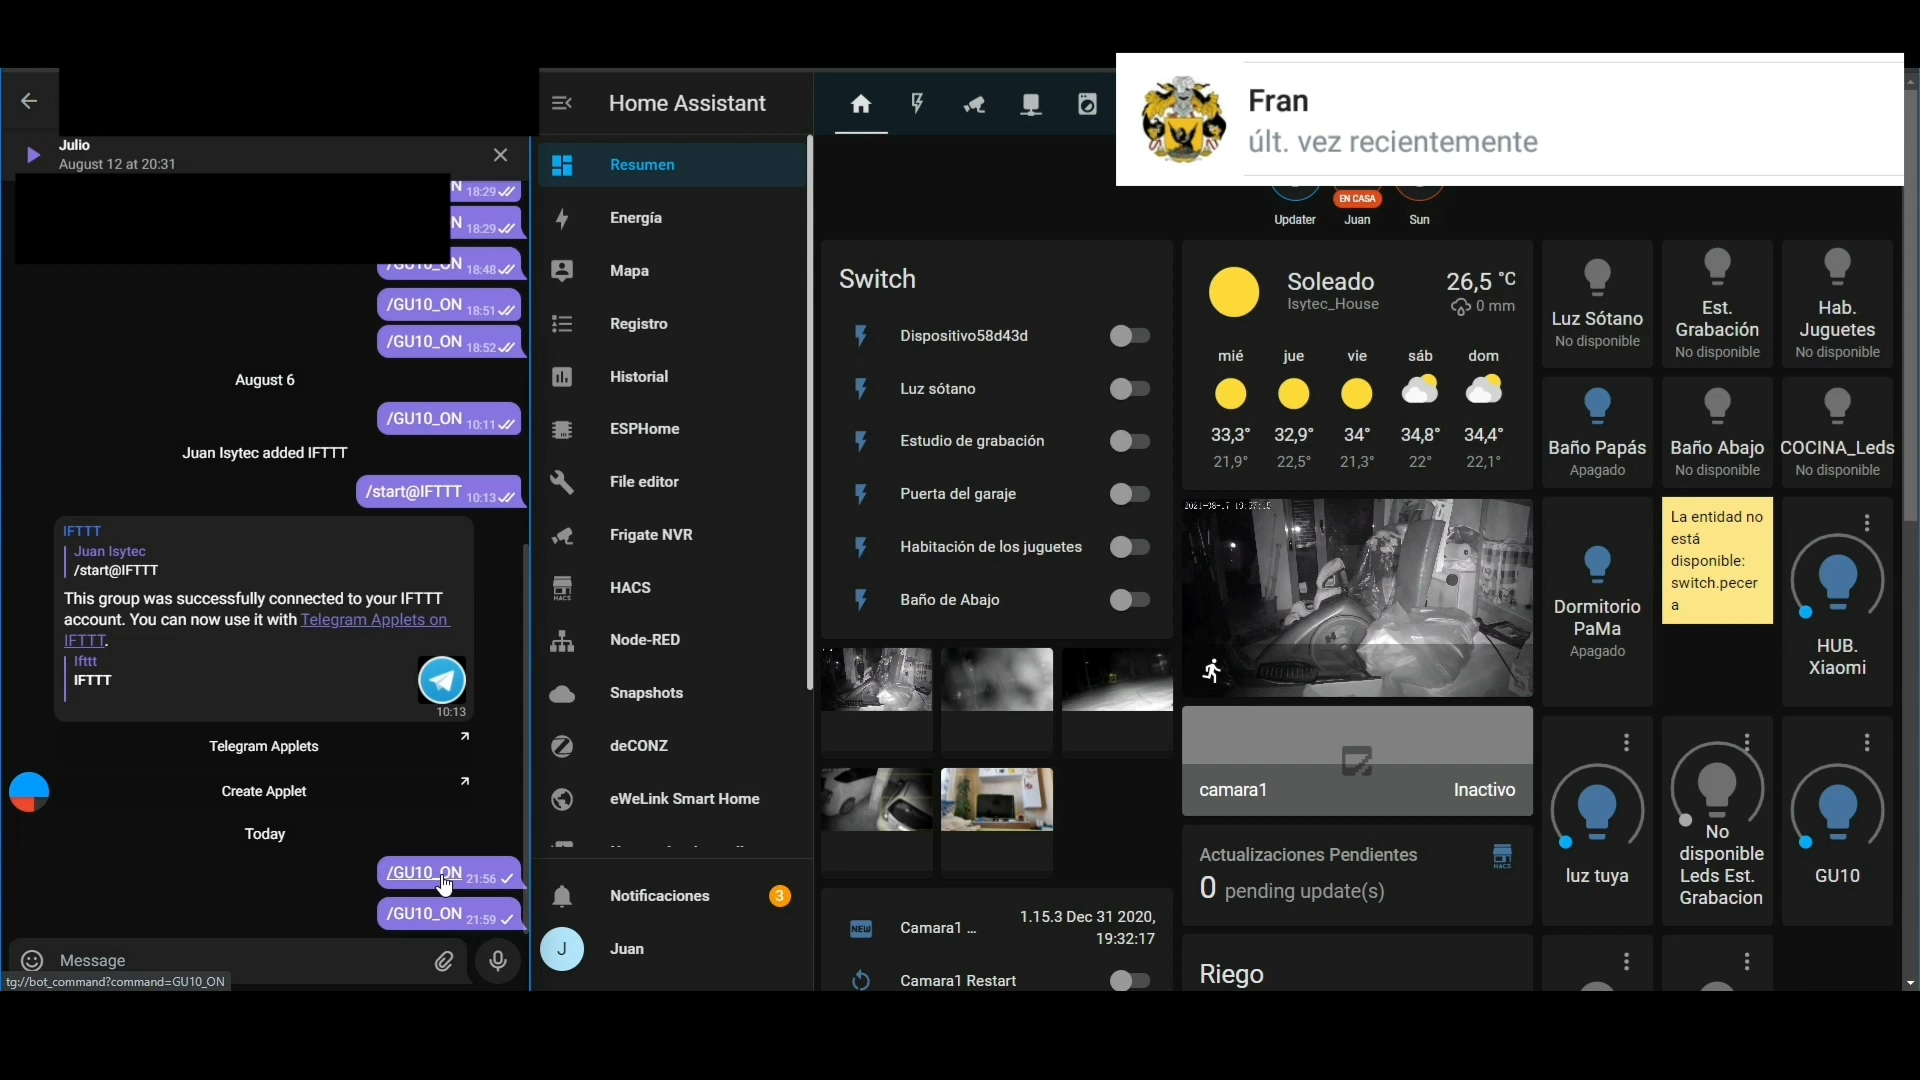 Julio
August 12 at 20:31
N 18:29
N 18:29
/GU10_ON 18:48
/GU10_ON 18:51
/GU10_ON 18:52
August 6
/GU10_ON 10:11
Juan Isytec added IFTTT
/start@IFTTT 10:13
IFTTT
Juan Isytec
/start@IFTTT
This group was successfully connected to your IFTTT
account. You can now use it with Telegram Applets on
IFTTT.
Ifttt
IFTTT
10:13
Telegram Applets
Create Applet
Today
/GU10_ON 21:56
/GU10_ON 21:59
Message
tg://bot_command?command=GU10_ON
Home Assistant
Resumen
Energía
Mapa
Registro
Historial
ESPHome
File editor
Frigate NVR
HACS
HACS
Node-RED
Snapshots
deCONZ
eWeLink Smart Home
Notificaciones 3
J Juan
Fran
últ. vez recientemente
EN CASA
Updater Juan Sun
Switch
Dispositivo58d43d
Luz sótano
Estudio de grabación
Puerta del garaje
Habitación de los juguetes
Baño de Abajo
NEW Camara1 ... 1.15.3 Dec 31 2020,
19:32:17
Camara1 Restart
Soleado 26,5 °C
Isytec_House 0 mm
mié jue vie sáb dom
33,3° 32,9° 34° 34,8° 34,4°
21,9° 22,5° 21,3° 22° 22,1°
camara1 Inactivo
Actualizaciones Pendientes
HACS
0 pending update(s)
Riego
Luz Sótano
No disponible
Est.
Grabación
No disponible
Hab.
Juguetes
No disponible
Baño Papás
Apagado
Baño Abajo
No disponible
COCINA_Leds
No disponible
Dormitorio
PaMa
Apagado
La entidad no
está
disponible:
switch.pecer
a
HUB.
Xiaomi
luz tuya
No
disponible
Leds Est.
Grabacion
GU10